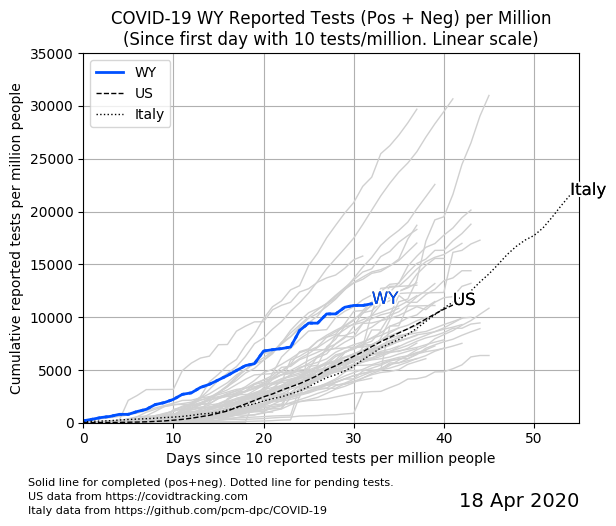 COVID-19 WY Reported Tests (Pos + Neg) per Million
(Since first day with 10 tests/million. Linear scale)
Cumulative reported tests per million people
35000
30000
25000
20000
15000
10000
5000
0
WY
US
Italy
Italy
WY
US
0 10 20 30 40 50
Days since 10 reported tests per million people
Solid line for completed (pos+neg). Dotted line for pending tests.
US data from https://covidtracking.com
Italy data from https://github.com/pcm-dpc/COVID-19
18 Apr 2020